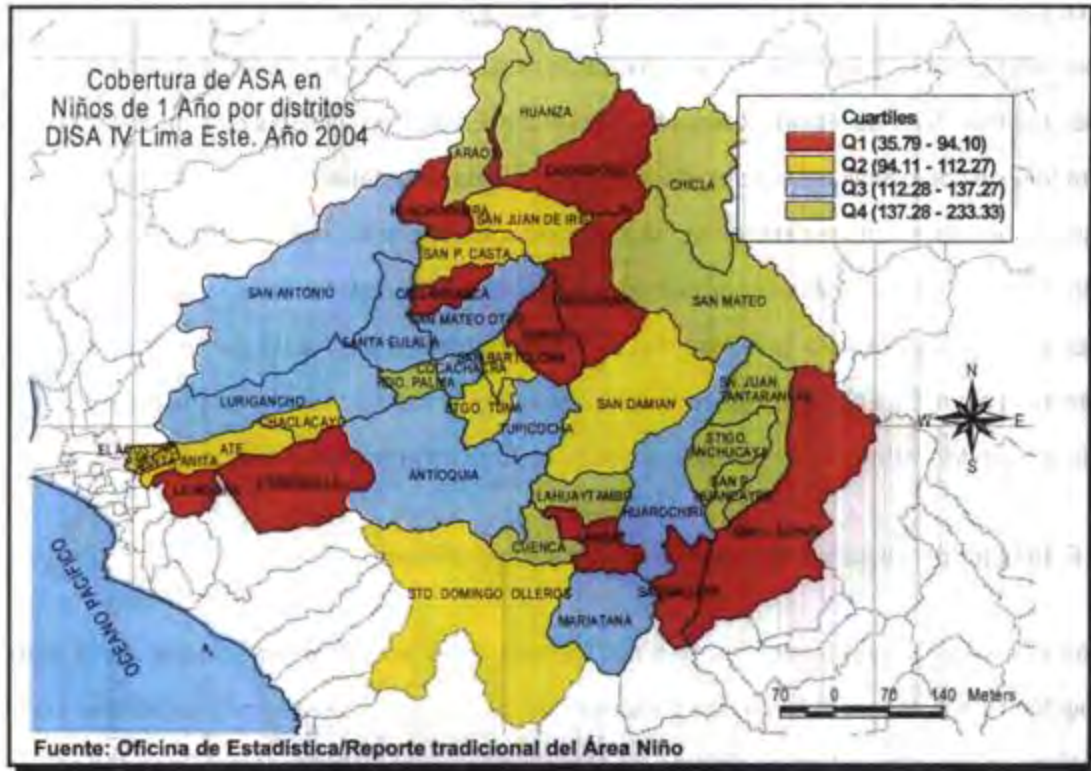 Cobertura de ASA en
Niños de 1 Año por distritos
DISA IV Lima Este. Año 2004
Cuartiles
Q1 (35.79 - 94.10)
Q2 (94.11 - 112.27)
Q3 (112.28 - 137.27)
Q4 (137.28 - 233.33)
HUANZA
CHICLA
SAN JUAN DE IRIS
SAN P. CASTA
SAN ANTONIO
SAN MATEO
SAN MATEO OTAO
SANTA EULALIA
SAN BARTOLOME
COCACHACRA
RDO. PALMA
SN. JUAN
TANTARANCHE
LURIGANCHO
CHACLACAYO
STGO. TUNA
SAN DAMIAN
TUPICOCHA
ATE
SANTA ANITA
STGO.
ANCHUCAYA
ANTIOQUIA
SAN P.
HUANCAYRE
LAHUAYTAMBO
HUAROCHIRI
CUENCA
STD. DOMINGO OLLEROS
MARIATANA
OCEANO PACIFICO
N
W
E
S
70 0 70 140 Meters
Fuente: Oficina de Estadística/Reporte tradicional del Área Niño